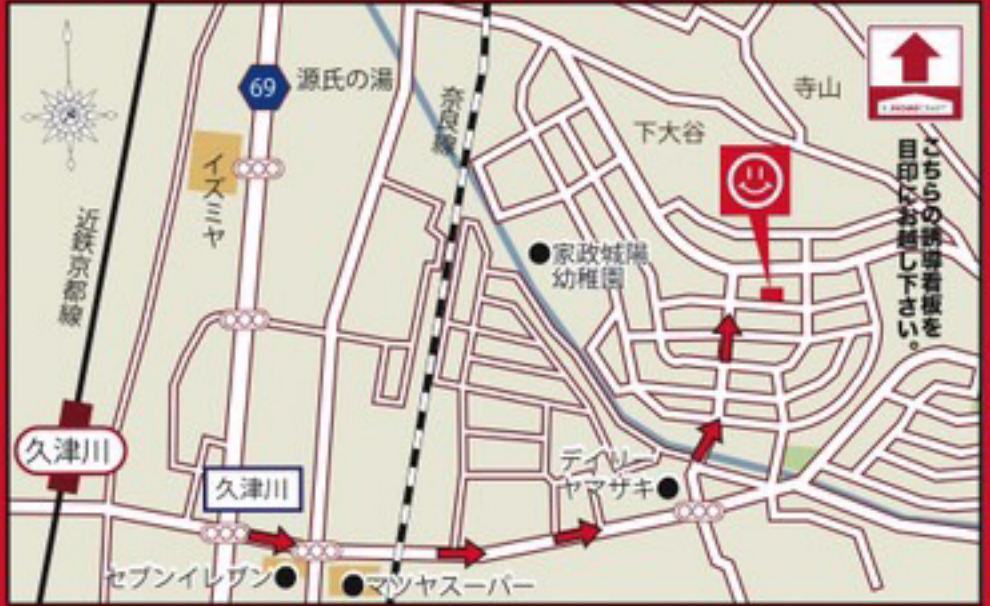 69
源氏の湯
奈良線
寺山
下大谷
イズミヤ
近鉄京都線
家政城陽
幼稚園
こちらの誘導看板を
目印にお越し下さい。
久津川
久津川
デイリー
ヤマザキ
セブンイレブン
マツヤスーパー